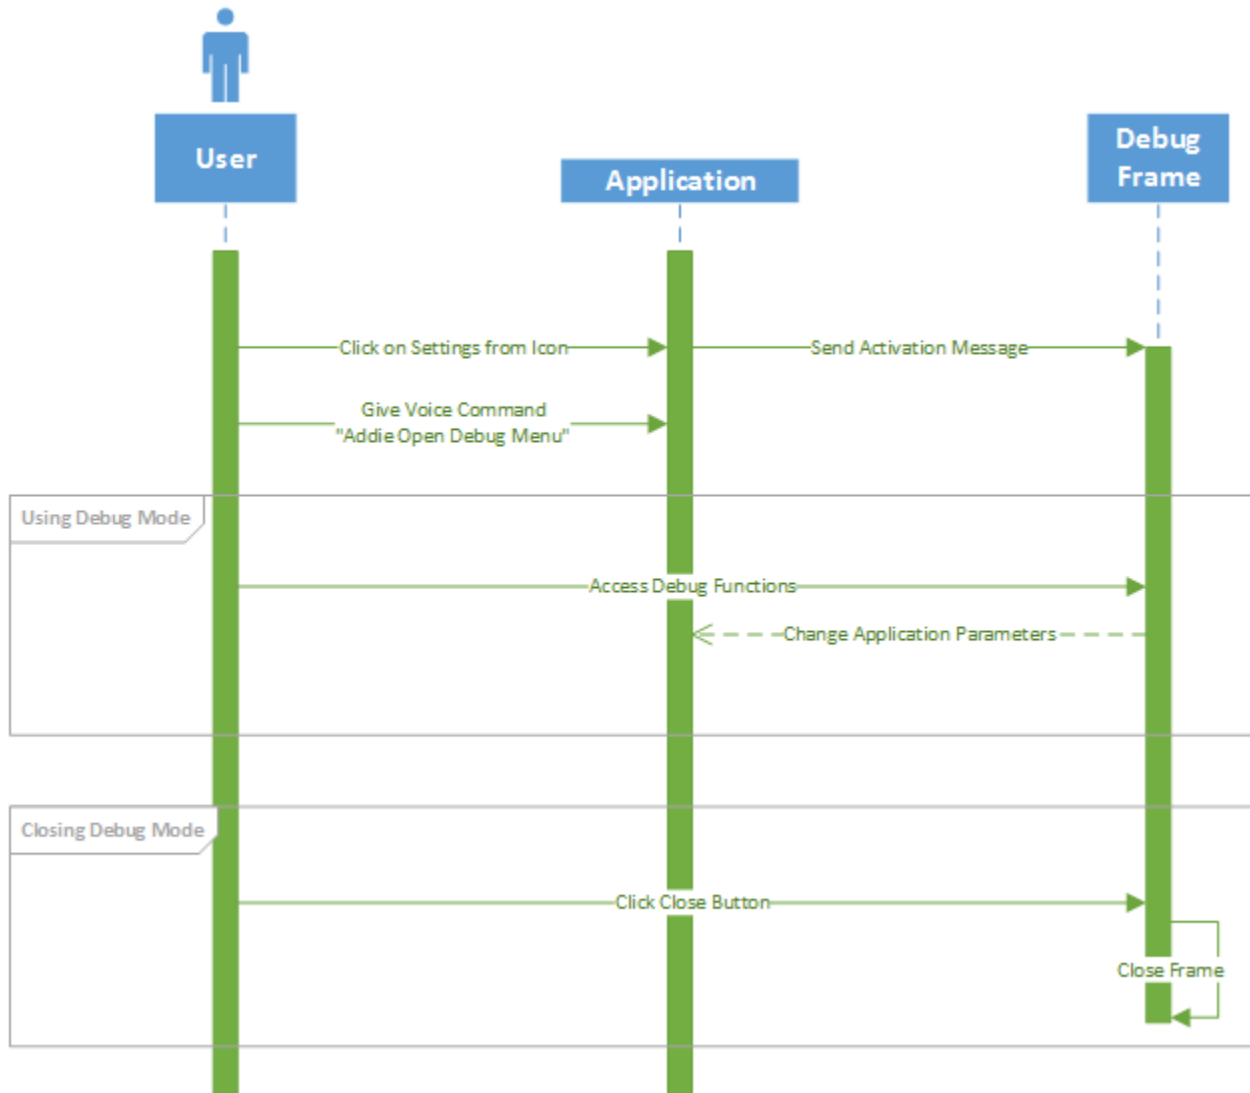 User
Application
Debug
Frame
Click on Settings from Icon
Send Activation Message
Give Voice Command
"Addie Open Debug Menu"
Using Debug Mode
Access Debug Functions
Change Application Parameters
Closing Debug Mode
Click Close Button
Close Frame